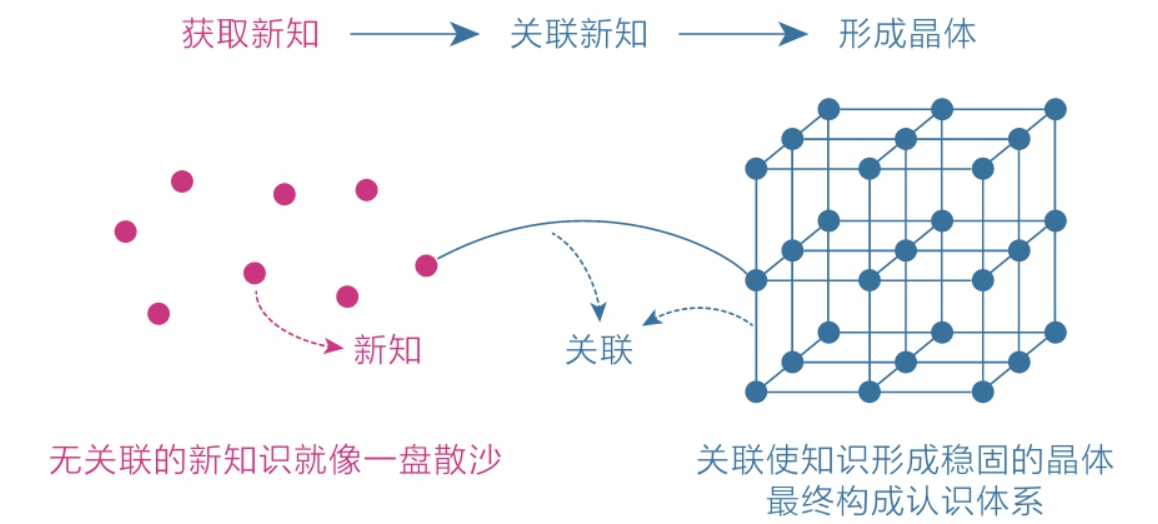 获取新知
关联新知
形成晶体
新知
关联
无关联的新知识就像一盘散沙
关联使知识形成稳固的晶体
最终构成认识体系